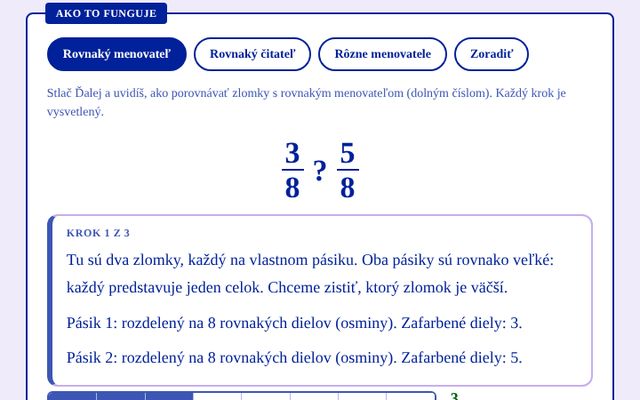 AKO TO FUNGUJE
Rovnaký menovateľ
Rovnaký čitateľ
Rôzne menovatele
Zoradiť
Stlač Ďalej a uvidíš, ako porovnávať zlomky s rovnakým menovateľom (dolným číslom). Každý krok je
vysvetlený.
3/8 ? 5/8
KROK 1 Z 3
Tu sú dva zlomky, každý na vlastnom pásiku. Oba pásiky sú rovnako veľké:
každý predstavuje jeden celok. Chceme zistiť, ktorý zlomok je väčší.
Pásik 1: rozdelený na 8 rovnakých dielov (osminy). Zafarbené diely: 3.
Pásik 2: rozdelený na 8 rovnakých dielov (osminy). Zafarbené diely: 5.
3